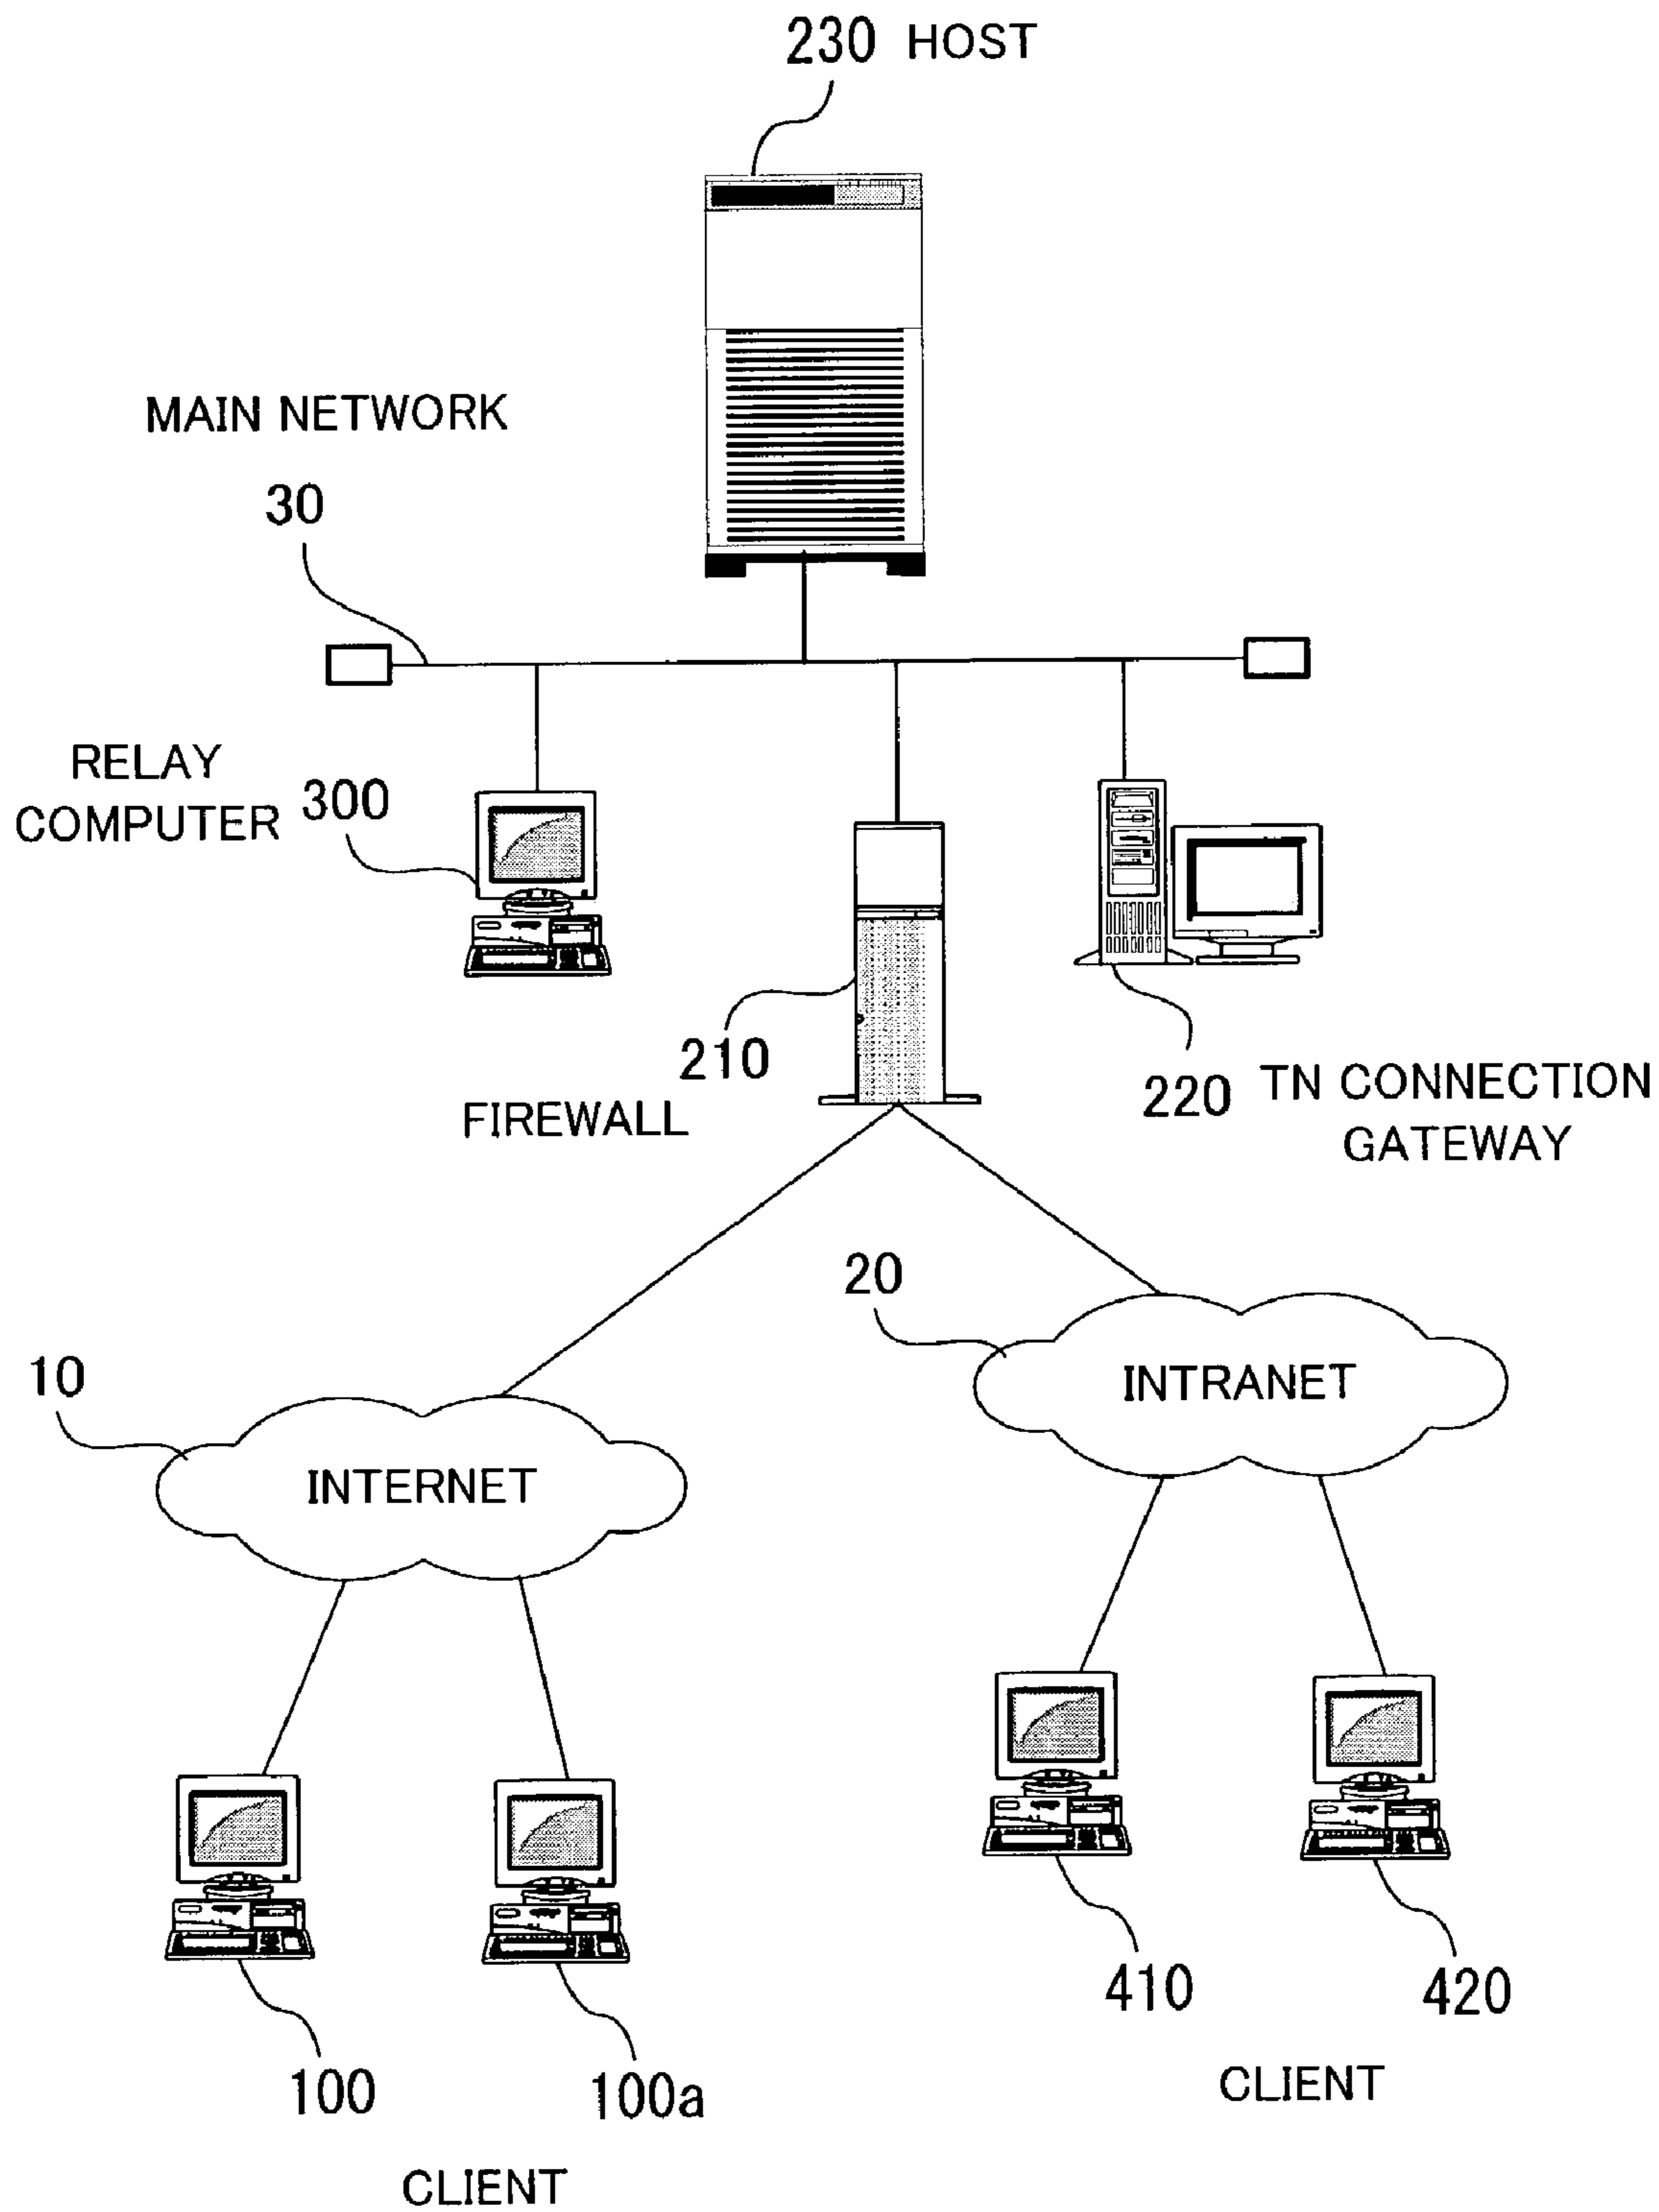 230 HOST
MAIN NETWORK
30
RELAY
COMPUTER 300
210
FIREWALL
220 TN CONNECTION
GATEWAY
20
INTRANET
10
INTERNET
410
420
CLIENT
100
100a
CLIENT